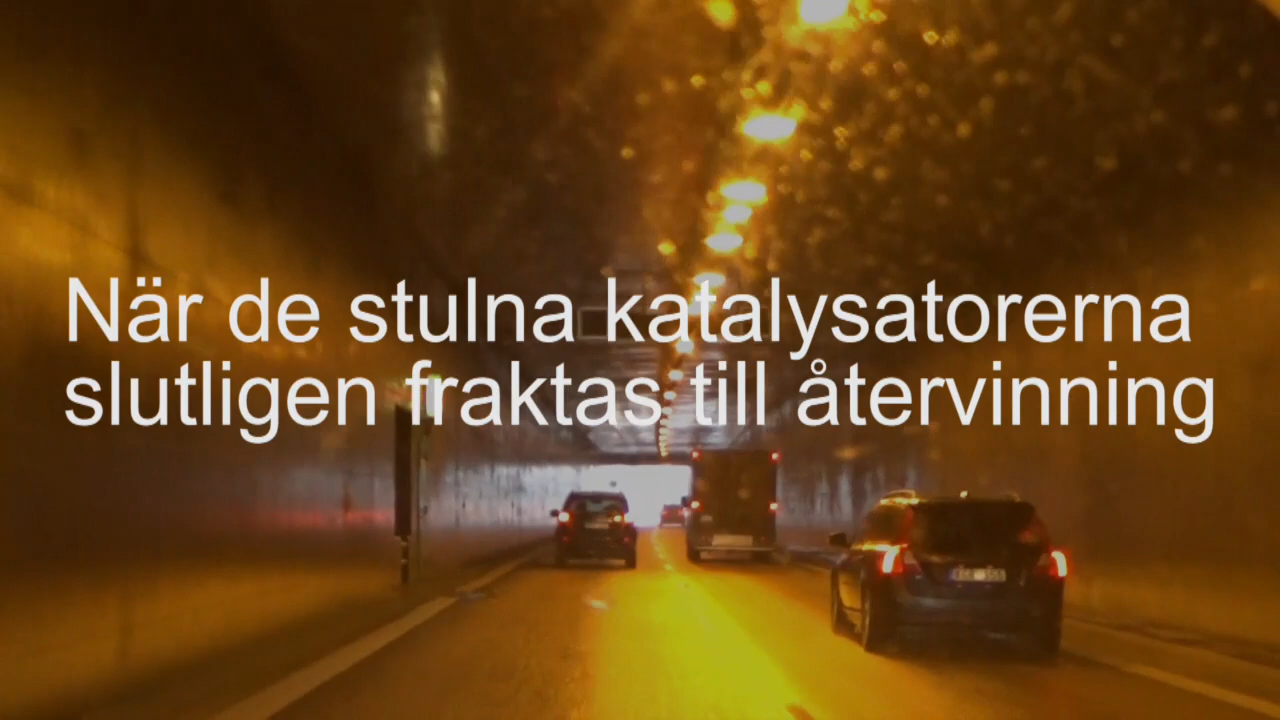 När de stulna katalysatorerna
slutligen fraktas till återvinning